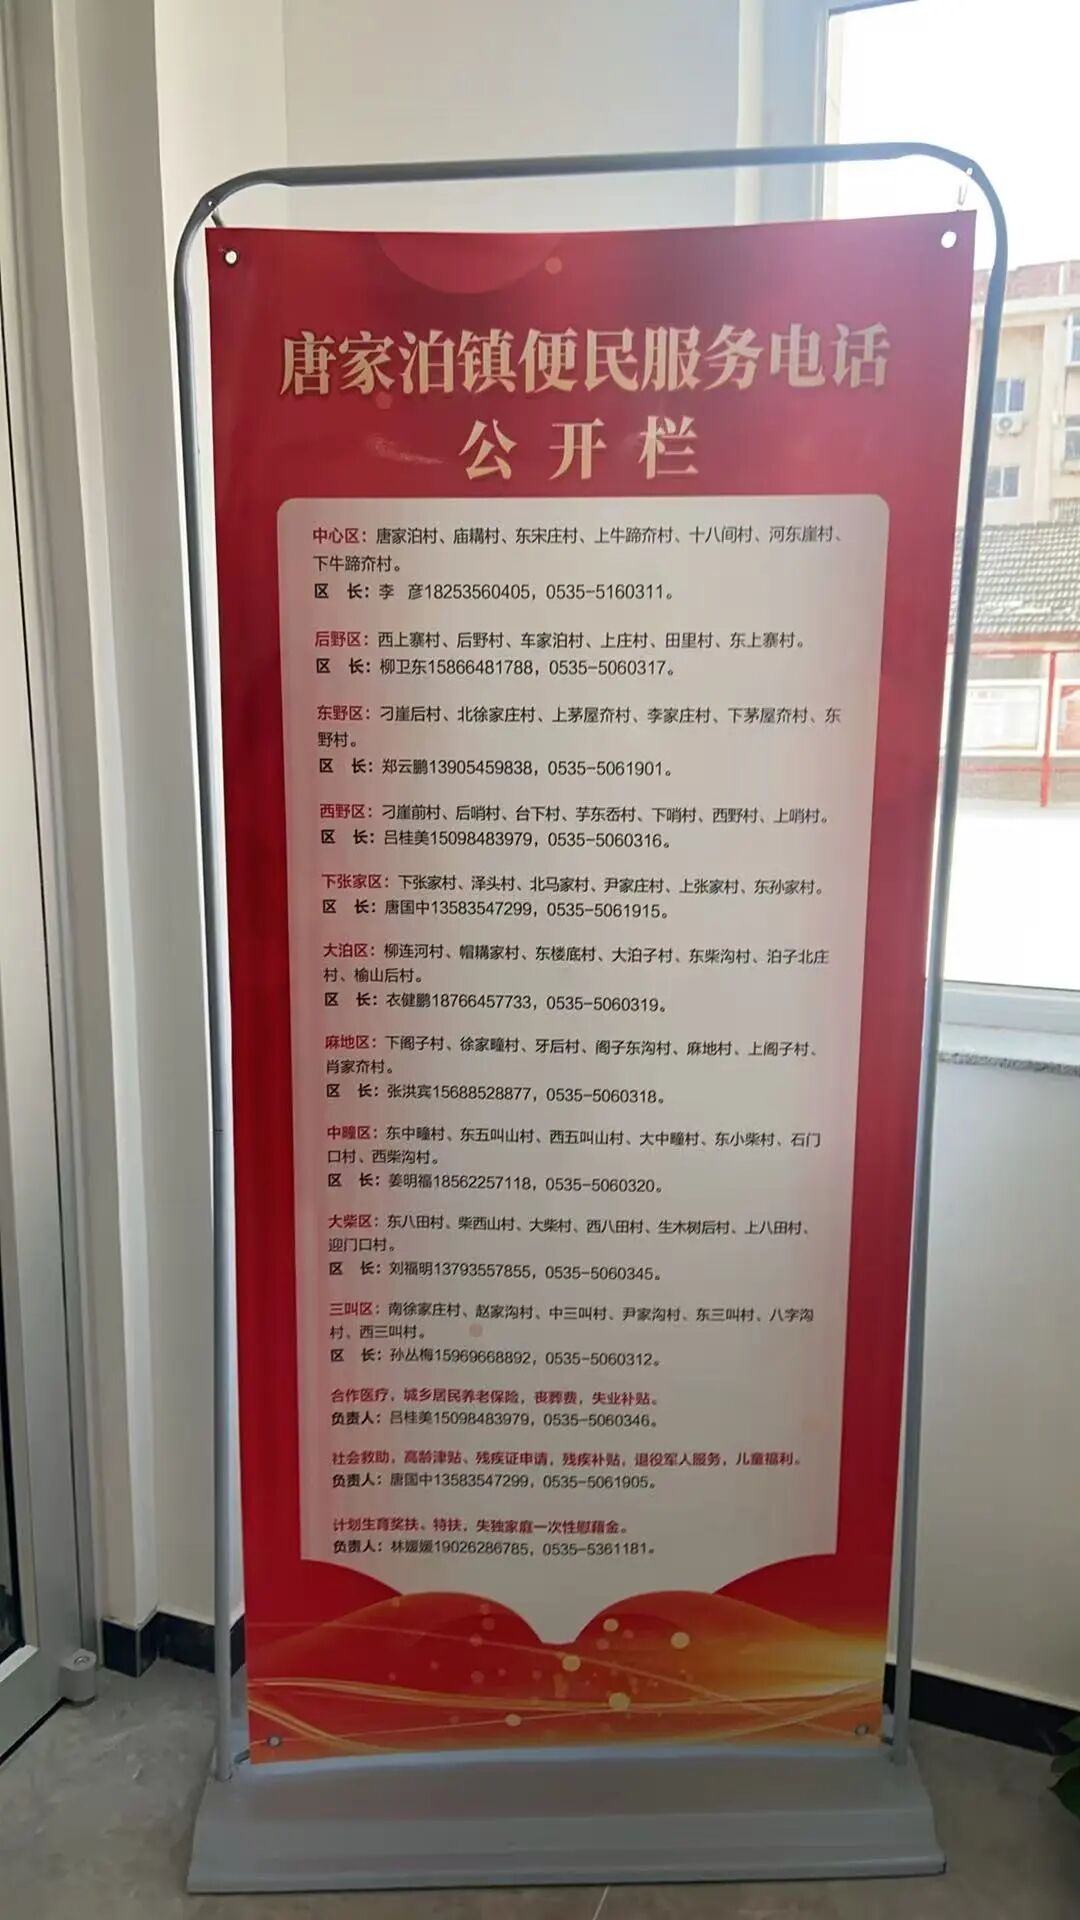 唐家泊镇便民服务电话
公开栏
中心区：唐家泊村、庙耩村、东宋庄村、上牛蹄夼村、十八间村、河东崖村、
下牛蹄夼村。
区 长：李 彦18253560405，0535-5160311。
后野区：西上寨村、后野村、车家泊村、上庄村、田里村、东上寨村。
区 长：柳卫东15866481788，0535-5060317。
东野区：刁崖后村、北徐家庄村、上茅屋夼村、李家庄村、下茅屋夼村、东
野村。
区 长：郑云鹏13905459838，0535-5061901。
西野区：刁崖前村、后哨村、台下村、芋东岙村、下哨村、西野村、上哨村。
区 长：吕桂美15098483979，0535-5060316。
下张家区：下张家村、泽头村、北马家村、尹家庄村、上张家村、东孙家村。
区 长：唐国中13583547299，0535-5061915。
大泊区：柳连河村、帽耩家村、东楼底村、大泊子村、东柴沟村、泊子北庄
村、榆山后村。
区 长：衣健鹏18766457733，0535-5060319。
麻地区：下阁子村、徐家疃村、牙后村、阁子东沟村、麻地村、上阁子村、
肖家夼村。
区 长：张洪宾15688528877，0535-5060318。
中疃区：东中疃村、东五叫山村、西五叫山村、大中疃村、东小柴村、石门
口村、西柴沟村。
区 长：姜明福18562257118，0535-5060320。
大柴区：东八田村、柴西山村、大柴村、西八田村、生木树后村、上八田村、
迎门口村。
区 长：刘福明13793557855，0535-5060345。
三叫区：南徐家庄村、赵家沟村、中三叫村、尹家沟村、东三叫村、八字沟
村、西三叫村。
区 长：孙丛梅15969668892，0535-5060312。
合作医疗，城乡居民养老保险，丧葬费，失业补贴。
负责人：吕桂美15098483979，0535-5060346。
社会救助，高龄津贴、残疾证申请，残疾补贴，退役军人服务，儿童福利。
负责人：唐国中13583547299，0535-5061905。
计划生育奖扶、特扶，失独家庭一次性慰藉金。
负责人：林媛媛19026286785，0535-5361181。